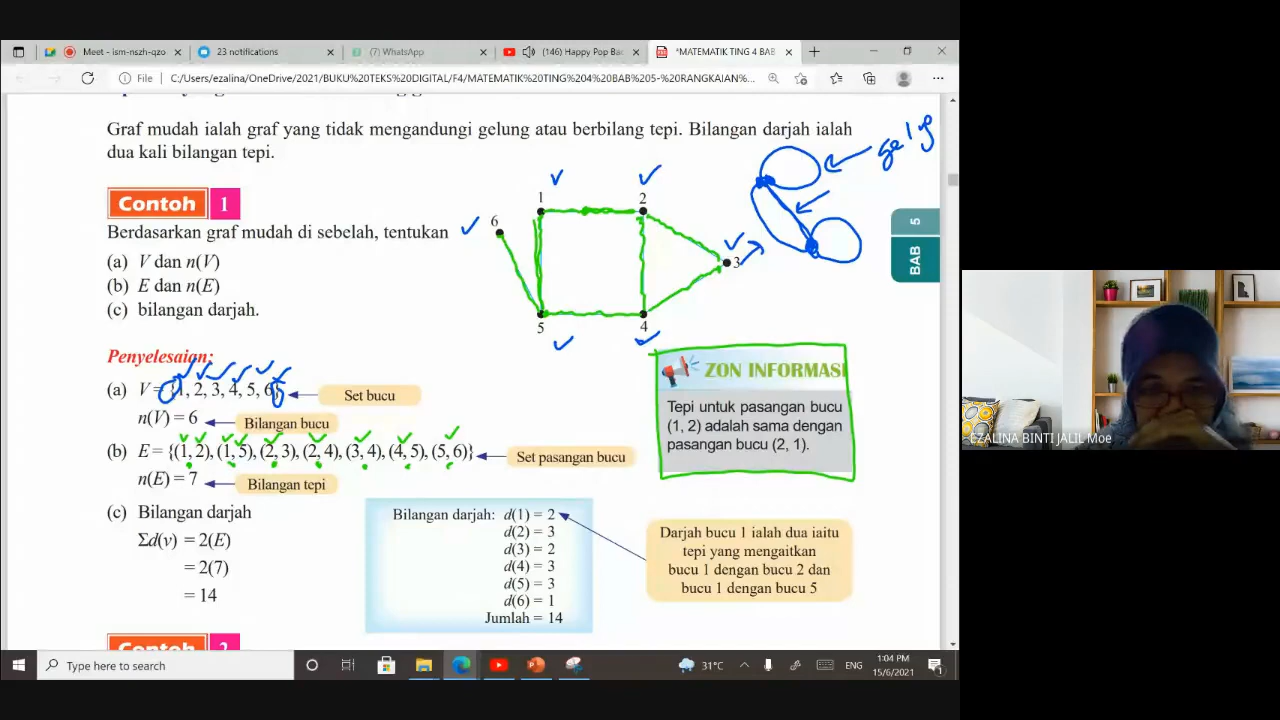 Meet - ism-nszh-qzo
23 notifications
(7) WhatsApp
(146) Happy Pop Bac
*MATEMATIK TING 4 BAB
File
C:/Users/ezalina/OneDrive/2021/BUKU%20TEKS%20DIGITAL/F4/MATEMATIK%20TING%204%20BAB%205-%20RANGKAIAN%...
Graf mudah ialah graf yang tidak mengandungi gelung atau berbilang tepi. Bilangan darjah ialah
dua kali bilangan tepi.
Contoh 1
Berdasarkan graf mudah di sebelah, tentukan
(a) V dan n(V)
(b) E dan n(E)
(c) bilangan darjah.
1
2
6
3
5
4
BAB 5
Penyelesaian:
(a) V = {1, 2, 3, 4, 5, 6}
Set bucu
n(V) = 6
Bilangan bucu
(b) E = {(1, 2), (1, 5), (2, 3), (2, 4), (3, 4), (4, 5), (5, 6)}
Set pasangan bucu
n(E) = 7
Bilangan tepi
(c) Bilangan darjah
Σd(v) = 2(E)
= 2(7)
= 14
ZON INFORMASI
Tepi untuk pasangan bucu
(1, 2) adalah sama dengan
pasangan bucu (2, 1).
Bilangan darjah: d(1) = 2
d(2) = 3
d(3) = 2
d(4) = 3
d(5) = 3
d(6) = 1
Jumlah = 14
Darjah bucu 1 ialah dua iaitu
tepi yang mengaitkan
bucu 1 dengan bucu 2 dan
bucu 1 dengan bucu 5
Contoh 2
EZALINA BINTI JALIL Moe
Type here to search
31°C
ENG
1:04 PM
15/6/2021
1